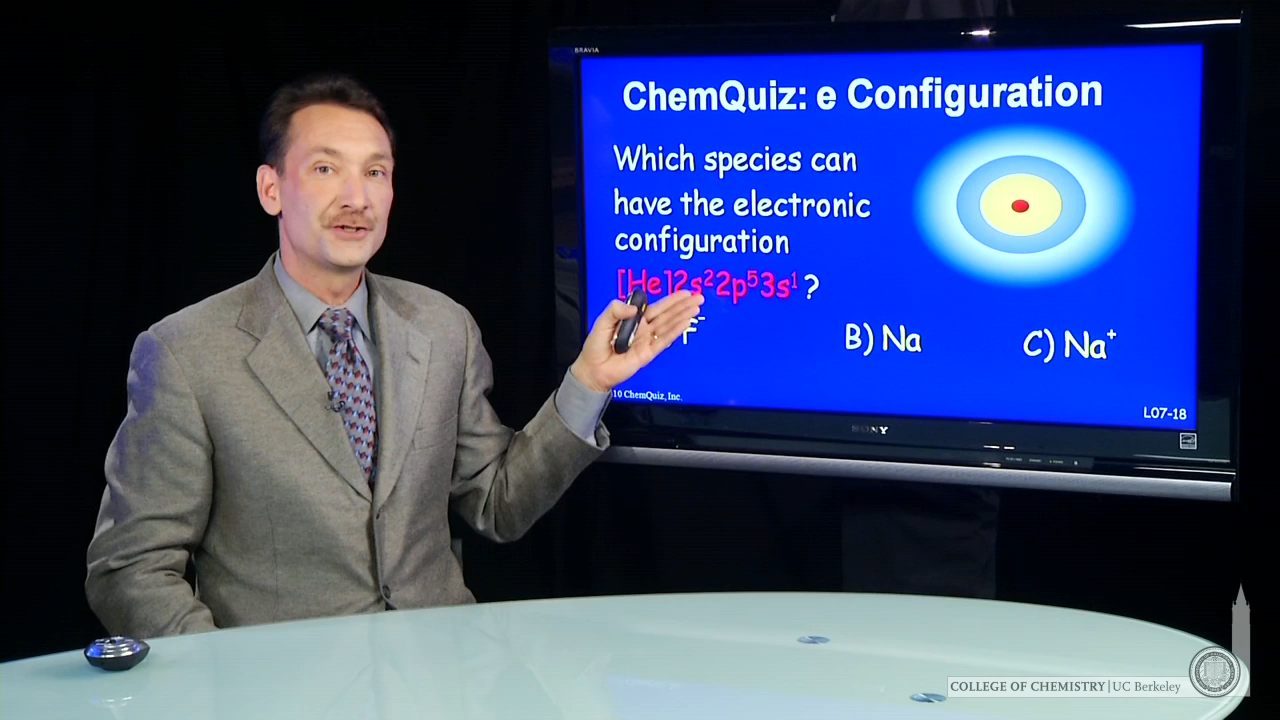 BRAVIA
ChemQuiz: e Configuration
Which species can
have the electronic
configuration
[He]2s²2p⁵3s¹ ?
F⁻ B) Na C) Na⁺
10 ChemQuiz, Inc.
L07-18
SONY
COLLEGE OF CHEMISTRY | UC Berkeley